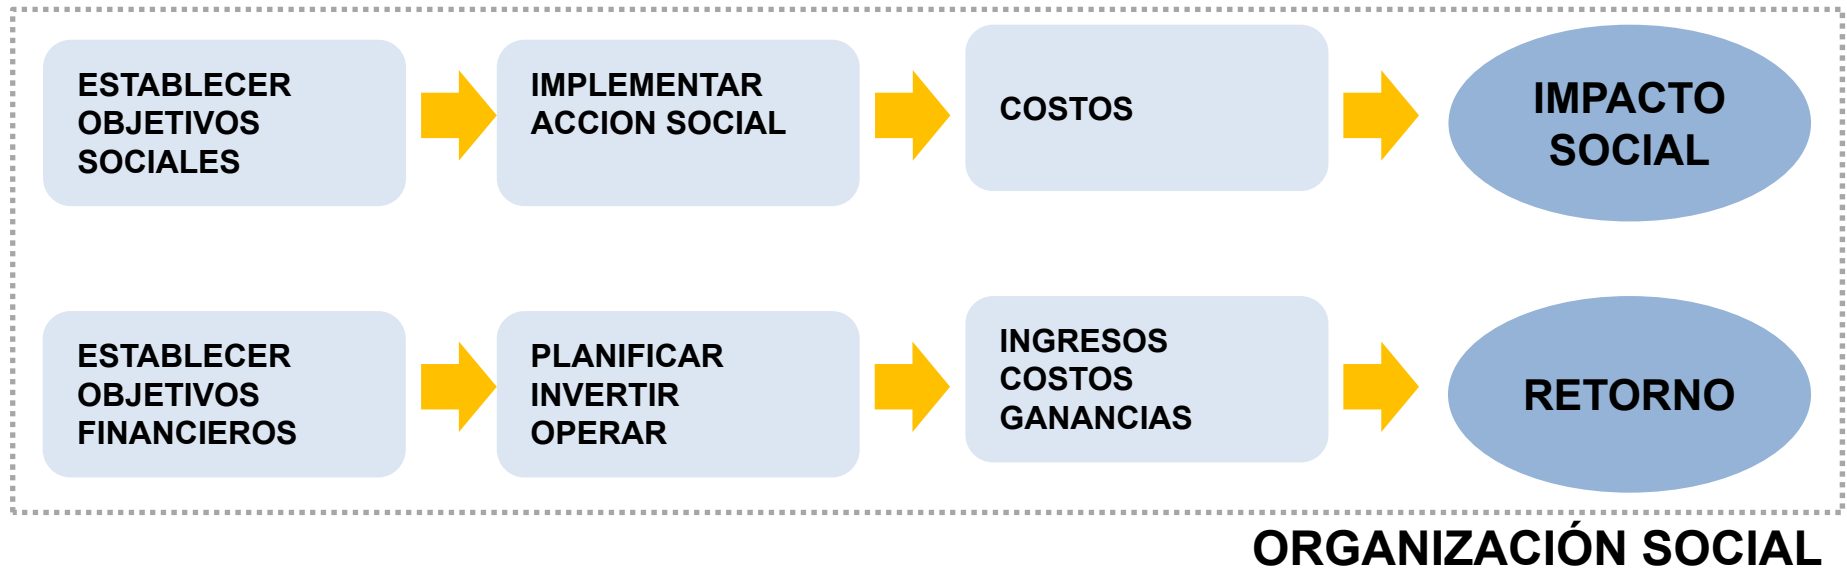 ESTABLECER
OBJETIVOS
SOCIALES
IMPLEMENTAR
ACCION SOCIAL
COSTOS
IMPACTO
SOCIAL
ESTABLECER
OBJETIVOS
FINANCIEROS
PLANIFICAR
INVERTIR
OPERAR
INGRESOS
COSTOS
GANANCIAS
RETORNO
ORGANIZACIÓN SOCIAL